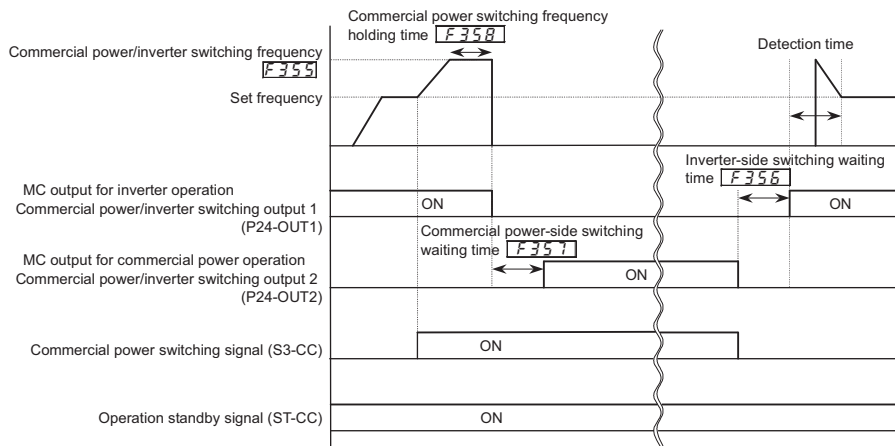 Commercial power switching frequency
holding time F358
Commercial power/inverter switching frequency
F355
Detection time
Set frequency
Inverter-side switching waiting
time F356
MC output for inverter operation
Commercial power/inverter switching output 1
(P24-OUT1)
ON
ON
Commercial power-side switching
waiting time F357
MC output for commercial power operation
Commercial power/inverter switching output 2
(P24-OUT2)
ON
Commercial power switching signal (S3-CC)
ON
Operation standby signal (ST-CC)
ON